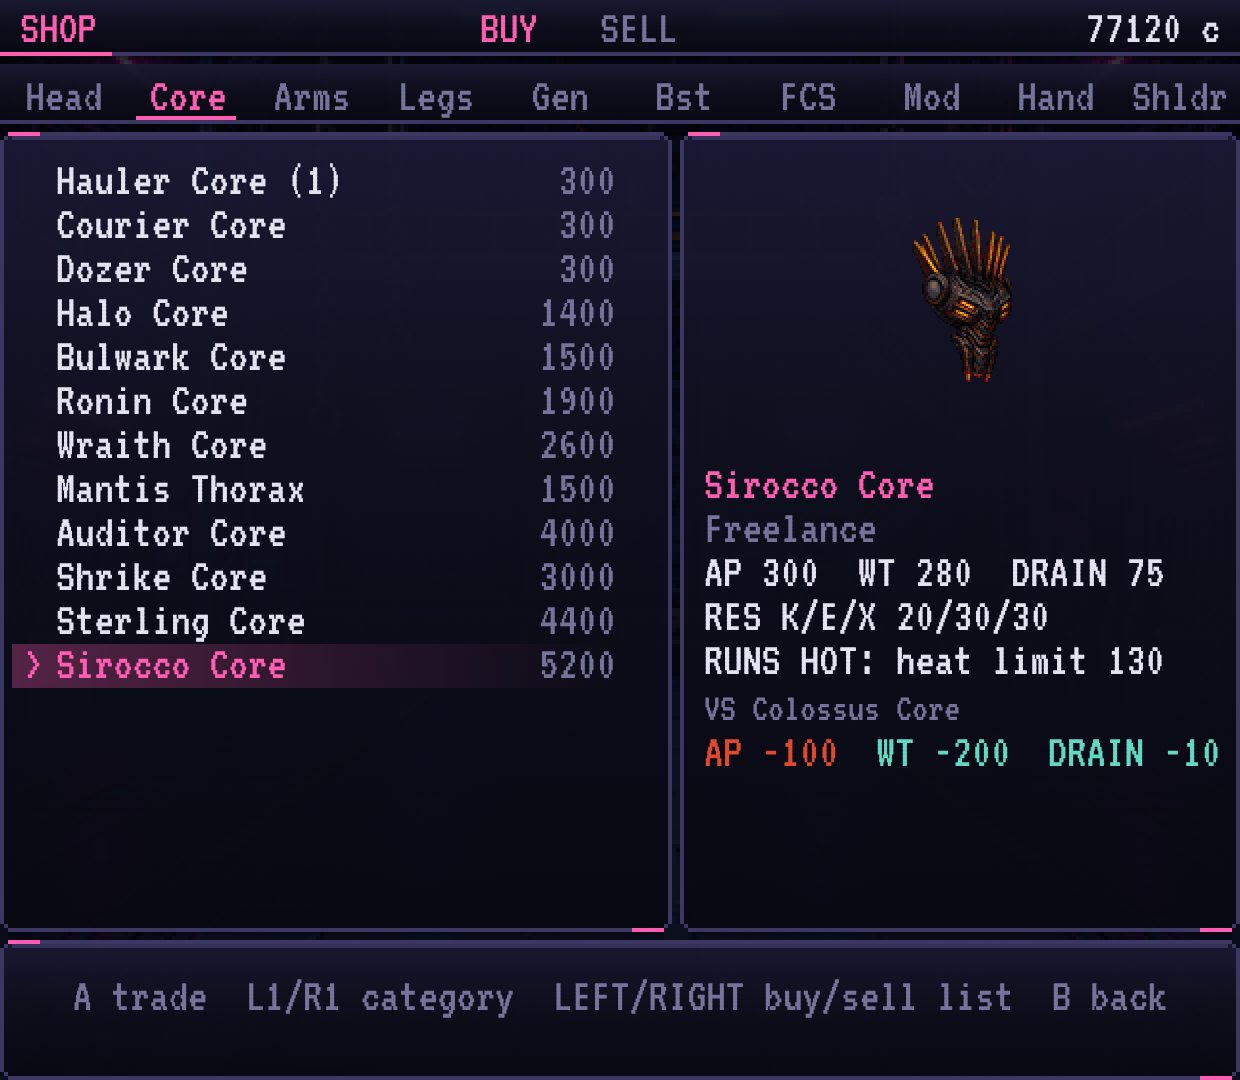 SHOP BUY SELL 77120 c
Head Core Arms Legs Gen Bst FCS Mod Hand Shldr
Hauler Core (1) 300
Courier Core 300
Dozer Core 300
Halo Core 1400
Bulwark Core 1500
Ronin Core 1900
Wraith Core 2600
Mantis Thorax 1500
Auditor Core 4000
Shrike Core 3000
Sterling Core 4400
> Sirocco Core 5200
Sirocco Core
Freelance
AP 300 WT 280 DRAIN 75
RES K/E/X 20/30/30
RUNS HOT: heat limit 130
VS Colossus Core
AP -100 WT -200 DRAIN -10
A trade L1/R1 category LEFT/RIGHT buy/sell list B back